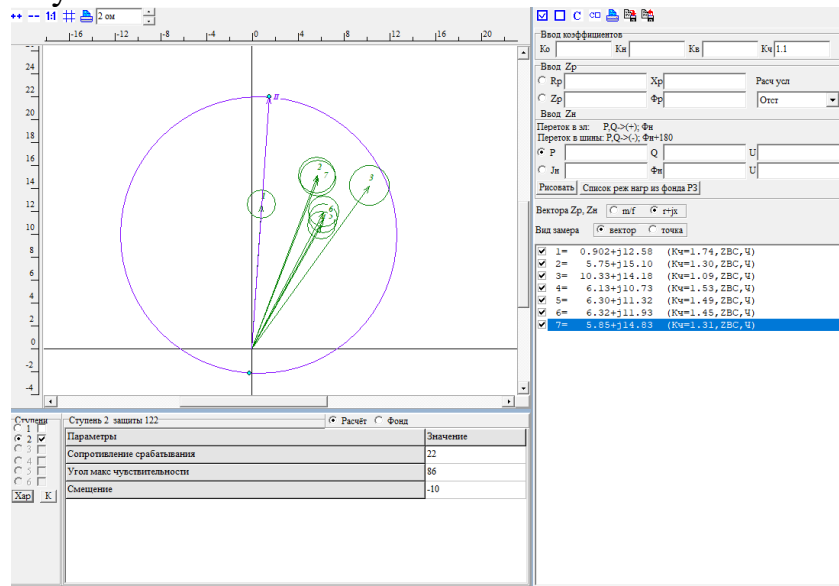 ++ -- 1:1 2 ом
-16 -12 -8 -4 0 4 8 12 16 20
24
22
20
18
16
14
12
10
8
6
4
2
0
-2
-4
II
1
2
7
3
6
5
C
Ввод коэффициентов
Ко Кн Кв Кч 1.1
Ввод Zp
Rp Хр Расч усл
Zp Фр Отст
Ввод Zн
Переток в эл: P,Q->(+); Фн
Переток в шины: P,Q->(-); Фн+180
P Q U
Jн Фн U
Рисовать Список реж нагр из фонда РЗ
Вектора Zp, Zн m/f r+jx
Вид замера вектор точка
1= 0.902+j12.58 (Кч=1.74,ZBC,Ч)
2= 5.75+j15.10 (Кч=1.30,ZBC,Ч)
3= 10.33+j14.18 (Кч=1.09,ZBC,Ч)
4= 6.13+j10.73 (Кч=1.53,ZBC,Ч)
5= 6.30+j11.32 (Кч=1.49,ZBC,Ч)
6= 6.32+j11.93 (Кч=1.45,ZBC,Ч)
7= 5.85+j14.83 (Кч=1.31,ZBC,Ч)
Ступени
1
2
3
4
5
6
Хар К
Ступень 2 защиты 122 Расчёт Фонд
Параметры Значение
Сопротивление срабатывания 22
Угол макс чувствительности 86
Смещение -10